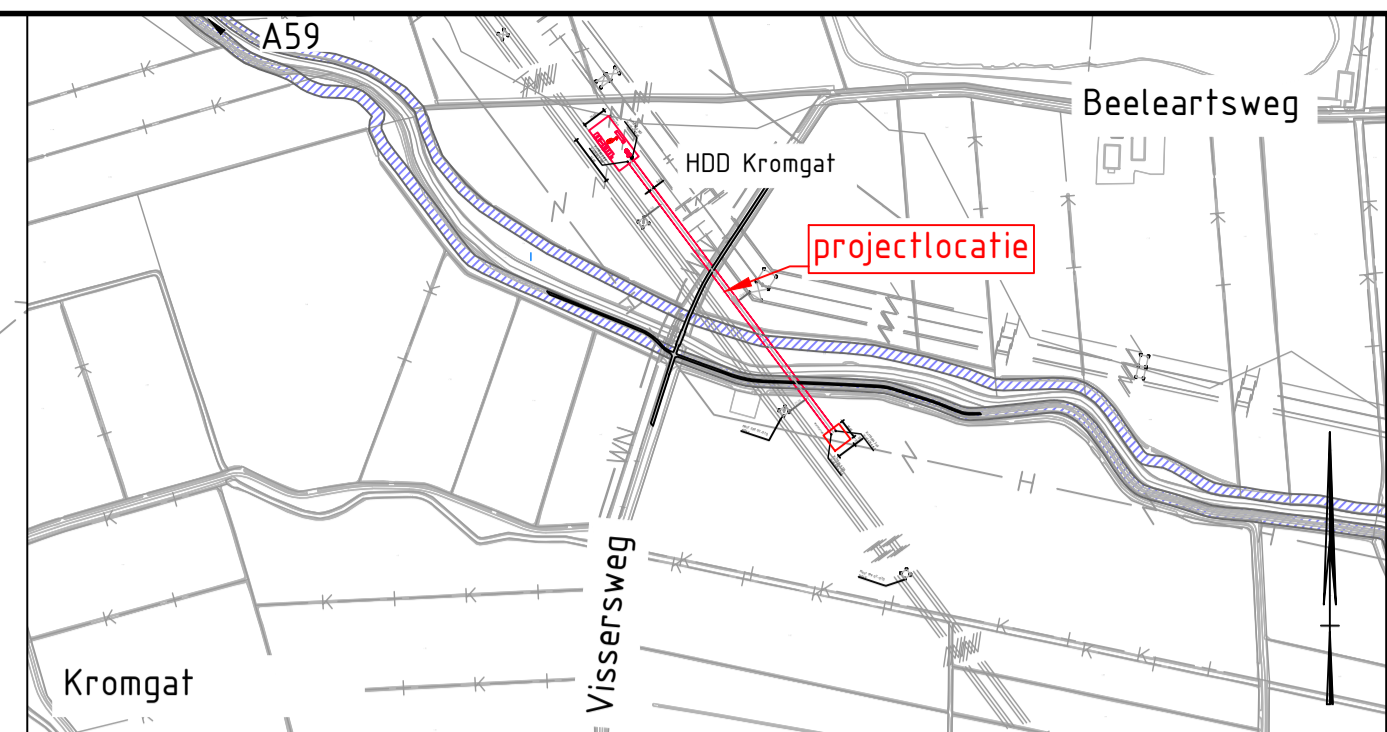 A59
Beeleartsweg
HDD Kromgat
projectlocatie
Vissersweg
Kromgat